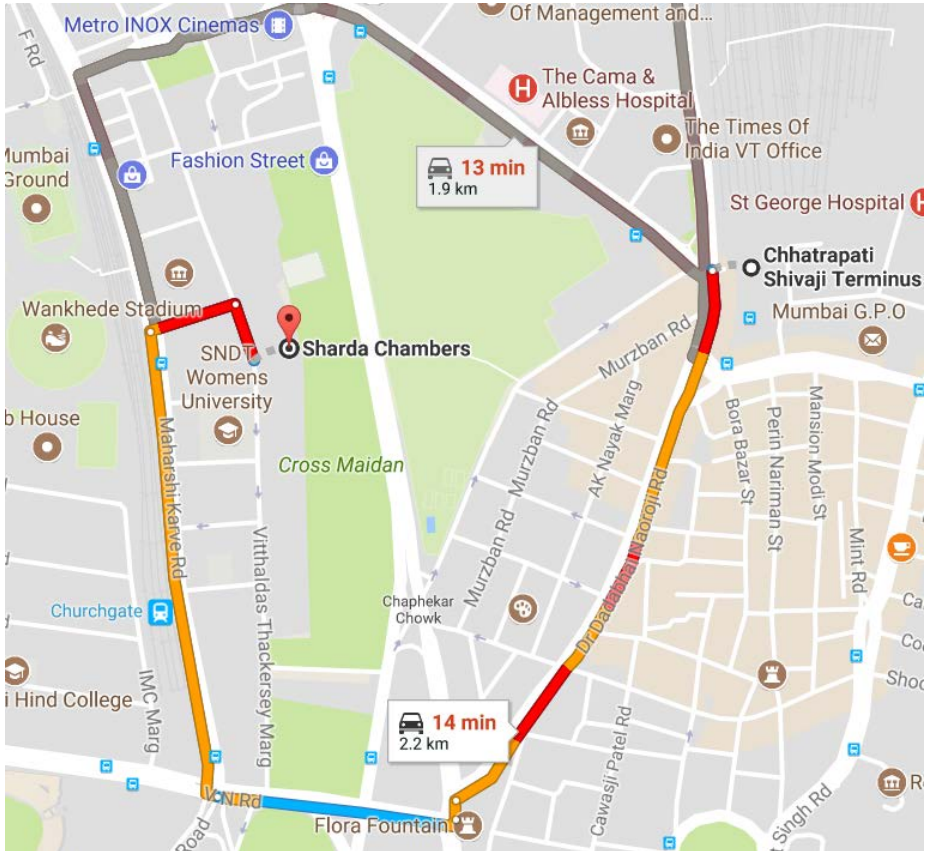 Of Management and...
Metro INOX Cinemas
F Rd
The Cama &
Albless Hospital
The Times Of
India VT Office
Mumbai
Ground
Fashion Street
13 min
1.9 km
St George Hospital
Chhatrapati
Shivaji Terminus
Mumbai G.P.O
Wankhede Stadium
Sharda Chambers
SNDT
Womens
University
Murzban Rd
AK Nayak Marg
Bora Bazar St
Perin Nariman St
Mansion Modi St
b House
Maharshi Karve Rd
Cross Maidan
Murzban Rd
Murzban Rd
Dr Dadabhai Naoroji Rd
Mint Rd
Vitthaldas Thackersey Marg
Churchgate
Chaphekar
Chowk
Ca
Coc
Shoo
i Hind College
IMC Marg
14 min
2.2 km
Cawasji Patel Rd
V N Rd
Flora Fountain
Road
t Singh Rd
R